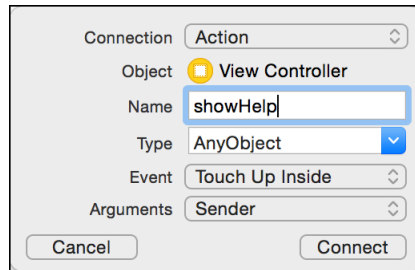 Connection Action
Object View Controller
Name showHelp
Type AnyObject
Event Touch Up Inside
Arguments Sender
Cancel Connect